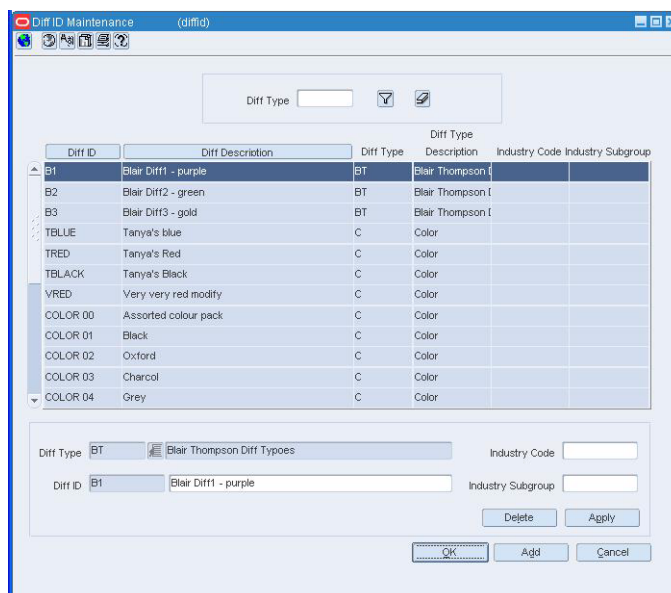 Diff ID Maintenance (diffid)
Diff Type
Diff ID Diff Description Diff Type Diff Type Description Industry Code Industry Subgroup
B1 Blair Diff1 - purple BT Blair Thompson D
B2 Blair Diff2 - green BT Blair Thompson D
B3 Blair Diff3 - gold BT Blair Thompson D
TBLUE Tanya's blue C Color
TRED Tanya's Red C Color
TBLACK Tanya's Black C Color
VRED Very very red modify C Color
COLOR 00 Assorted colour pack C Color
COLOR 01 Black C Color
COLOR 02 Oxford C Color
COLOR 03 Charcol C Color
COLOR 04 Grey C Color
Diff Type BT Blair Thompson Diff Typoes Industry Code
Diff ID B1 Blair Diff1 - purple Industry Subgroup
Delete Apply
OK Add Cancel